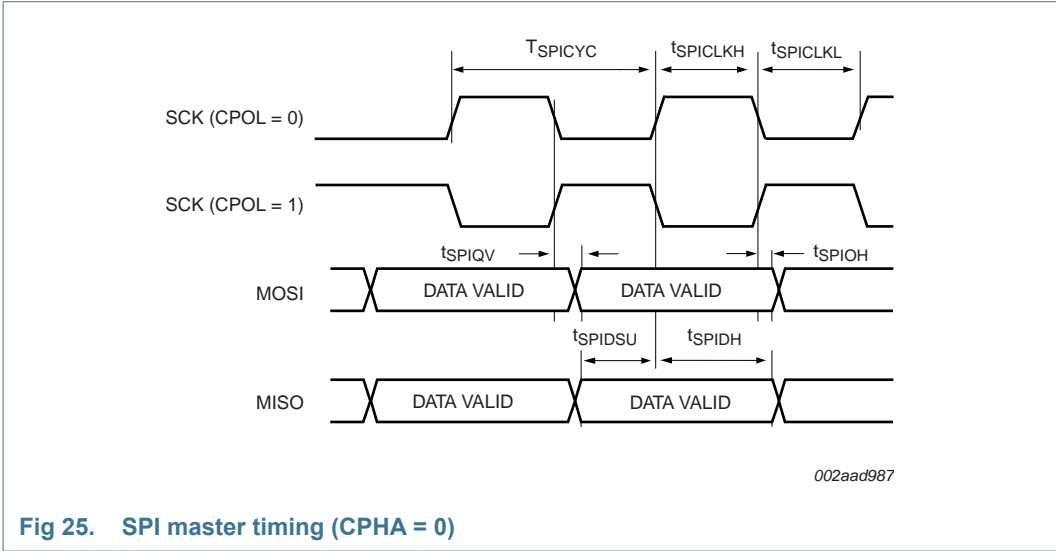 TSPICYC tSPICLKH tSPICLKL
SCK (CPOL = 0)
SCK (CPOL = 1)
tSPIQV tSPIOH
MOSI DATA VALID DATA VALID
tSPIDSU tSPIDH
MISO DATA VALID DATA VALID
002aad987
Fig 25. SPI master timing (CPHA = 0)